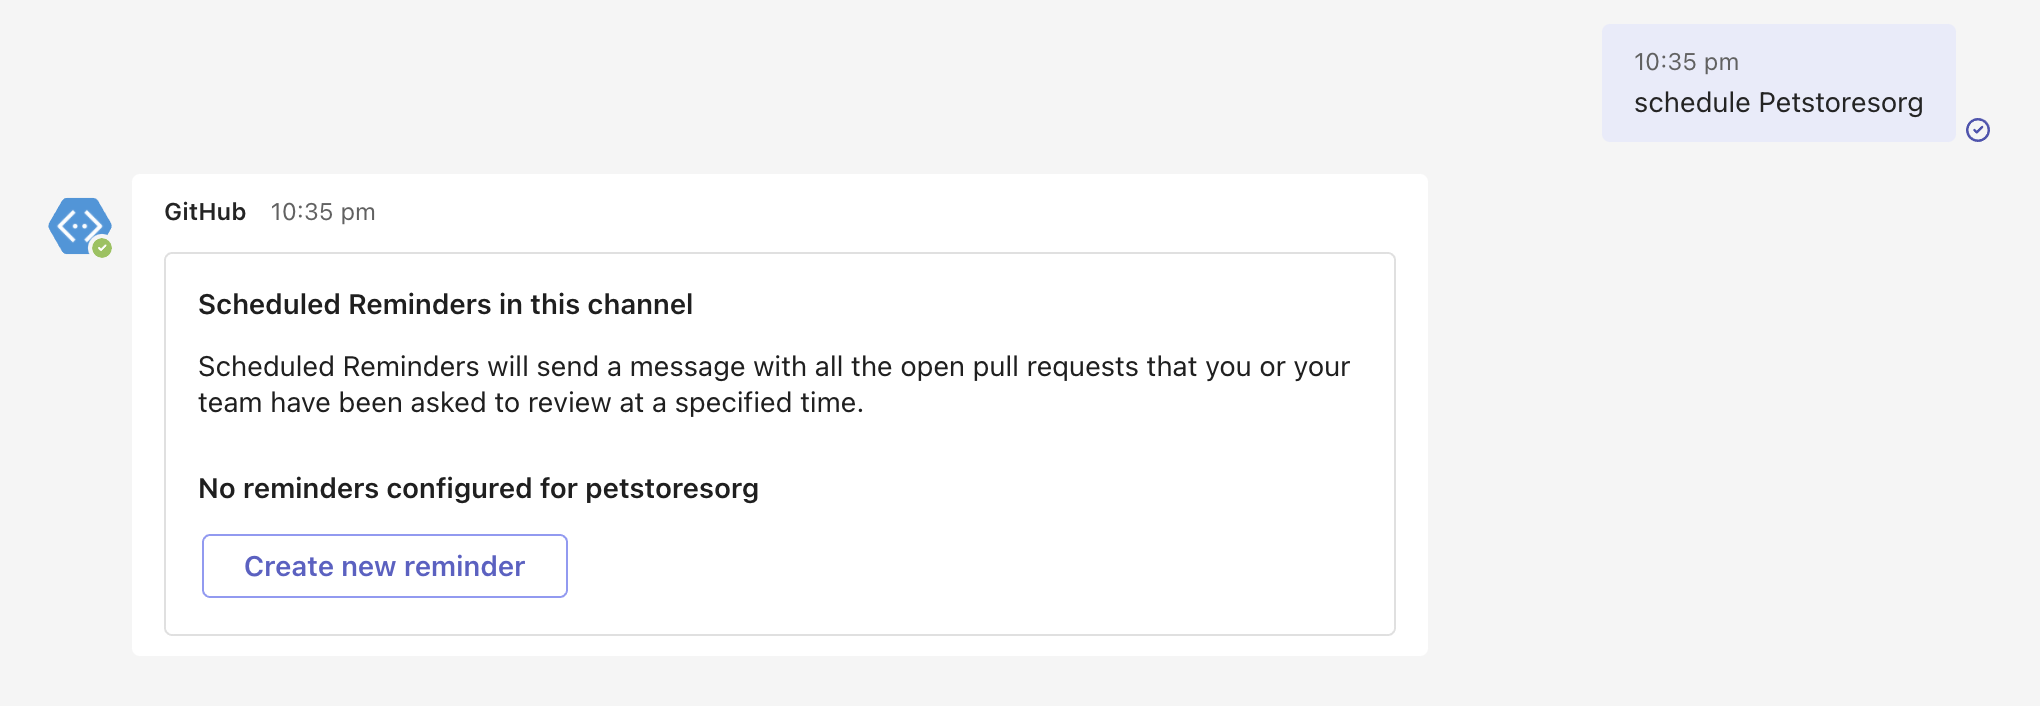 10:35 pm
schedule Petstoresorg
GitHub 10:35 pm
Scheduled Reminders in this channel
Scheduled Reminders will send a message with all the open pull requests that you or your
team have been asked to review at a specified time.
No reminders configured for petstoresorg
Create new reminder